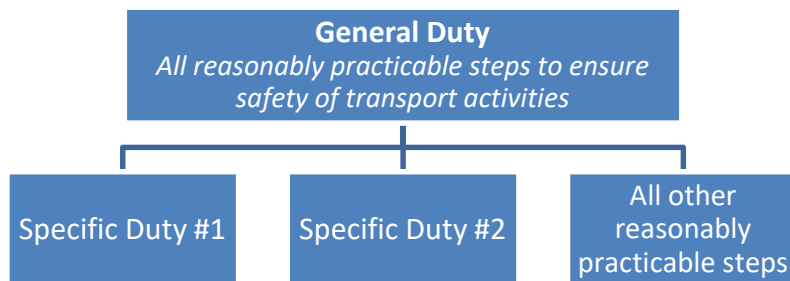 General Duty
All reasonably practicable steps to ensure
safety of transport activities
Specific Duty #1
Specific Duty #2
All other
reasonably
practicable steps